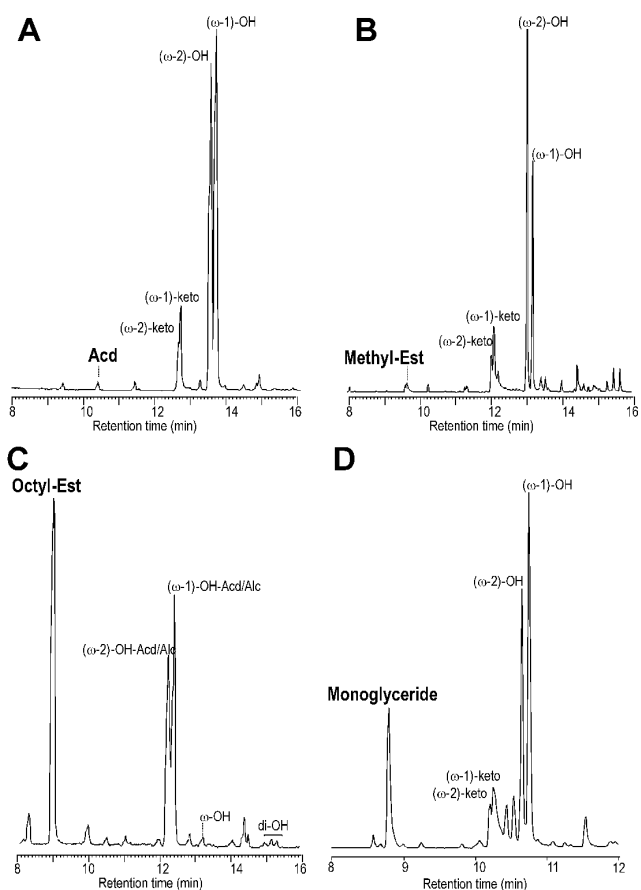 A
(ω-1)-OH
(ω-2)-OH
(ω-1)-keto
(ω-2)-keto
Acd
8 10 12 14 16
Retention time (min)
B
(ω-2)-OH
(ω-1)-OH
(ω-1)-keto
(ω-2)-keto
Methyl-Est
8 10 12 14 16
Retention time (min)
C
Octyl-Est
(ω-1)-OH-Acd/Alc
(ω-2)-OH-Acd/Alc
ω-OH
di-OH
8 10 12 14 16
Retention time (min)
D
(ω-1)-OH
(ω-2)-OH
Monoglyceride
(ω-1)-keto
(ω-2)-keto
8 9 10 11 12
Retention time (min)